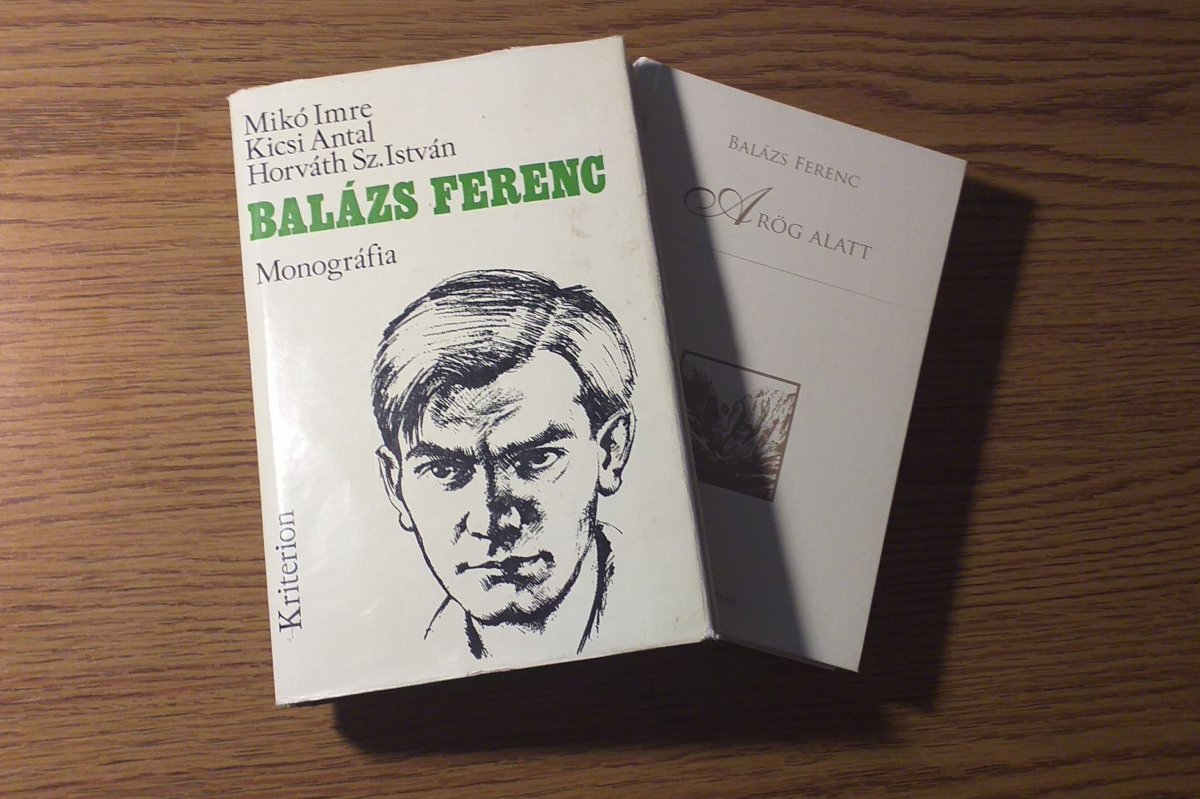 Mikó Imre
Kicsi Antal
Horváth Sz. István
BALÁZS FERENC
Monográfia
Kriterion
BALÁZS FERENC
A RÖG ALATT